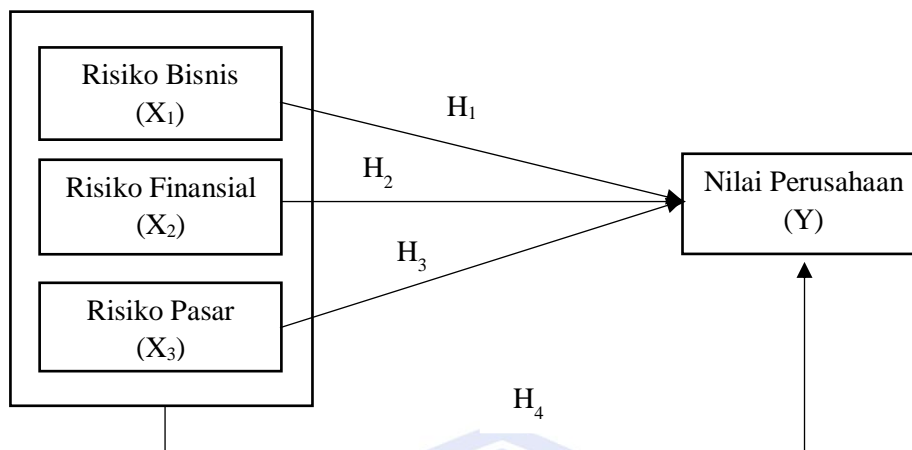 Risiko Bisnis
(X₁)
H₁
Risiko Finansial
(X₂)
H₂
Nilai Perusahaan
(Y)
H₃
Risiko Pasar
(X₃)
H₄